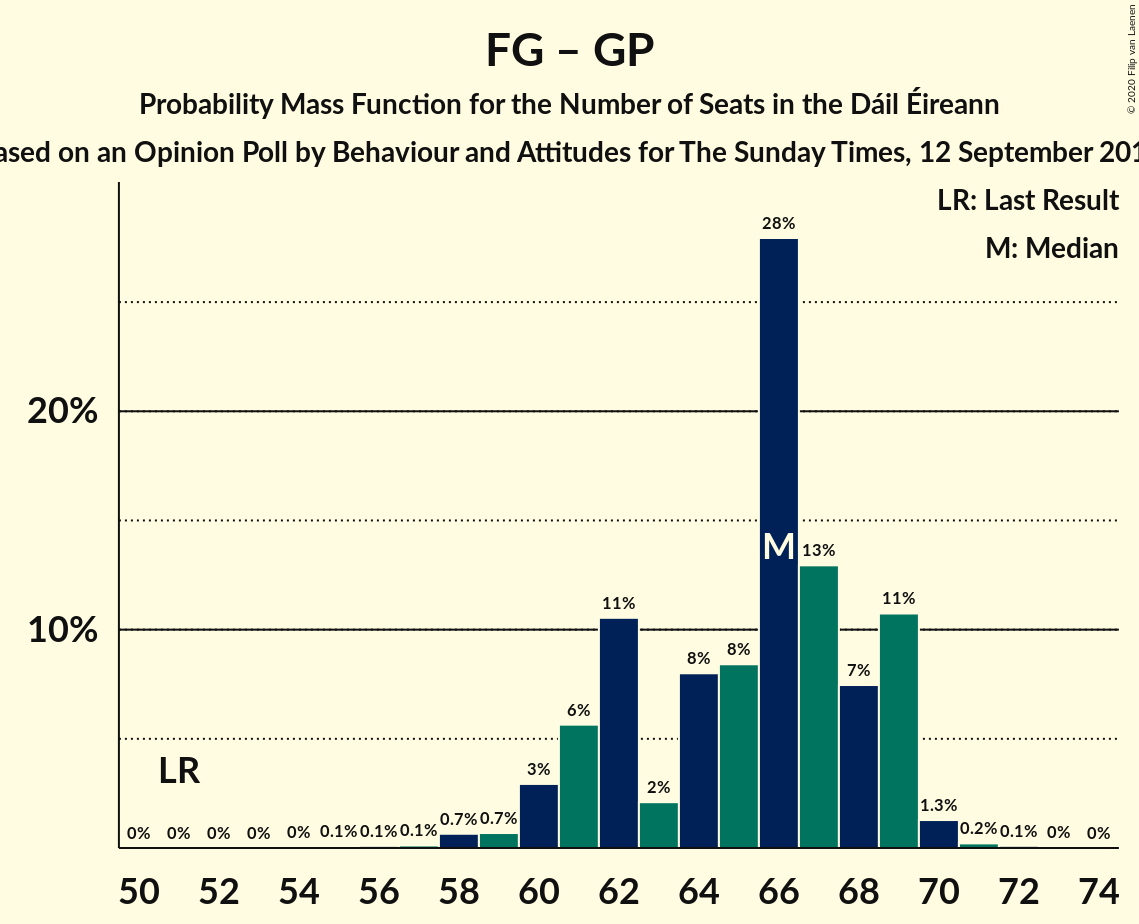 FG – GP
Probability Mass Function for the Number of Seats in the Dáil Éireann
ased on an Opinion Poll by Behaviour and Attitudes for The Sunday Times, 12 September 201
© 2020 Filip van Laenen
LR: Last Result
M: Median
20%
10%
LR
M
0% 0% 0% 0% 0% 0.1% 0.1% 0.1% 0.7% 0.7% 3% 6% 11% 2% 8% 8% 28% 13% 7% 11% 1.3% 0.2% 0.1% 0% 0%
50 52 54 56 58 60 62 64 66 68 70 72 74